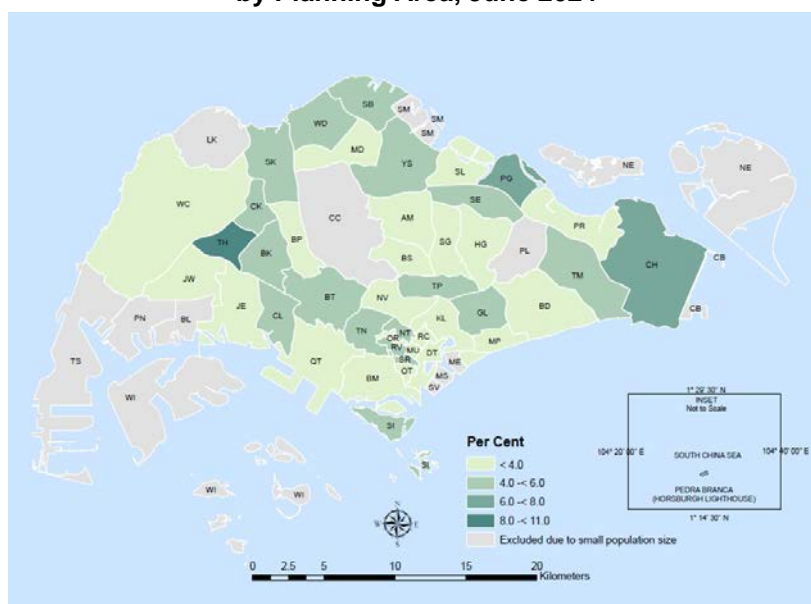 by Planning Area, June
SB
SM
SM
SM
WD
LK
MD
YS
NE
NE
SK
SL
PG
SE
CK
CC
WC
AM
PR
BP
SG
HG
TH
BK
PL
BS
CH
CB
TM
JW
TP
BT
NV
BD
JE
GL
CB
PN
BL
CL
KL
TN
NT
OR
RC
MP
RV
MU
DT
TS
QT
SR
ME
OT
BM
MS
WI
SV
SI
WI
WI
Per Cent
< 4.0
4.0 -< 6.0
6.0 -< 8.0
8.0 -< 11.0
Excluded due to small population size
1° 20' 30" N
INSET
Not to Scale
104° 20' 00" E
SOUTH CHINA SEA
104° 40' 00" E
PEDRA BRANCA
(HORSBURGH LIGHTHOUSE)
1° 14' 30" N
N
W
E
S
0 2.5 5 10 15 20
Kilometers